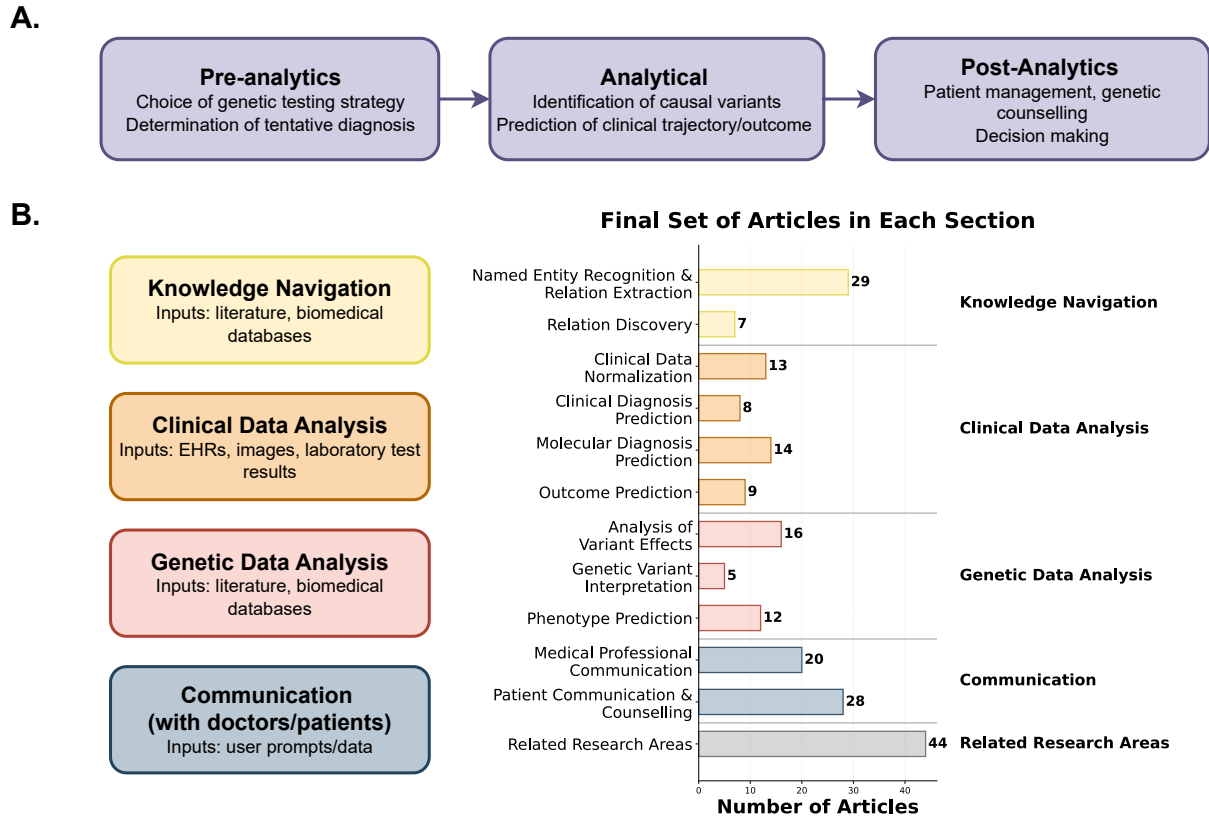 A.
Pre-analytics
Choice of genetic testing strategy
Determination of tentative diagnosis
Analytical
Identification of causal variants
Prediction of clinical trajectory/outcome
Post-Analytics
Patient management, genetic
counselling
Decision making
B.
Knowledge Navigation
Inputs: literature, biomedical
databases
Clinical Data Analysis
Inputs: EHRs, images, laboratory test
results
Genetic Data Analysis
Inputs: literature, biomedical
databases
Communication
(with doctors/patients)
Inputs: user prompts/data
Final Set of Articles in Each Section
Named Entity Recognition &
Relation Extraction
29
Relation Discovery
7
Knowledge Navigation
Clinical Data
Normalization
13
Clinical Diagnosis
Prediction
8
Molecular Diagnosis
Prediction
14
Outcome Prediction
9
Clinical Data Analysis
Analysis of
Variant Effects
16
Genetic Variant
Interpretation
5
Phenotype Prediction
12
Genetic Data Analysis
Medical Professional
Communication
20
Patient Communication &
Counselling
28
Communication
Related Research Areas
44
Related Research Areas
0 10 20 30 40
Number of Articles